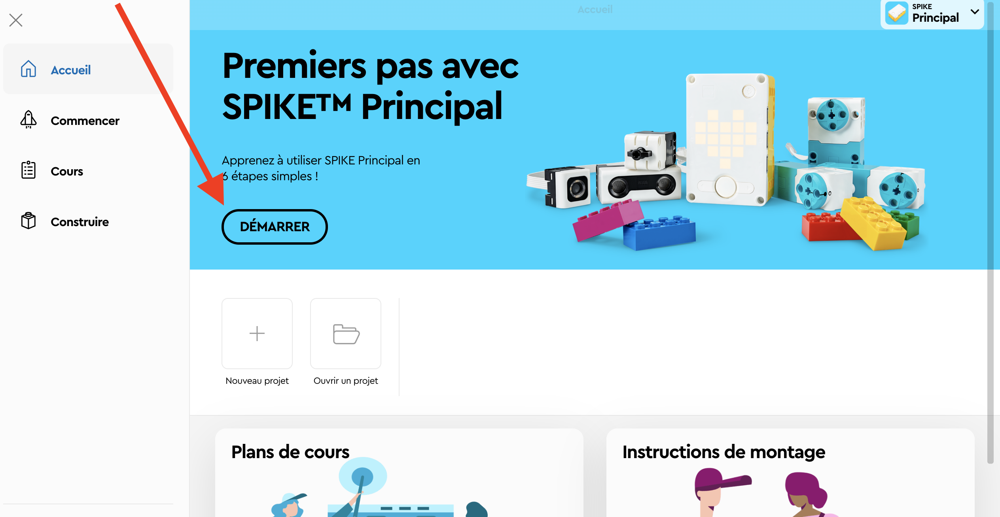 Accueil
SPIKE
Principal
Accueil
Commencer
Cours
Construire
Premiers pas avec
SPIKE™ Principal
Apprenez à utiliser SPIKE Principal en
6 étapes simples !
DÉMARRER
Nouveau projet
Ouvrir un projet
Plans de cours
Instructions de montage